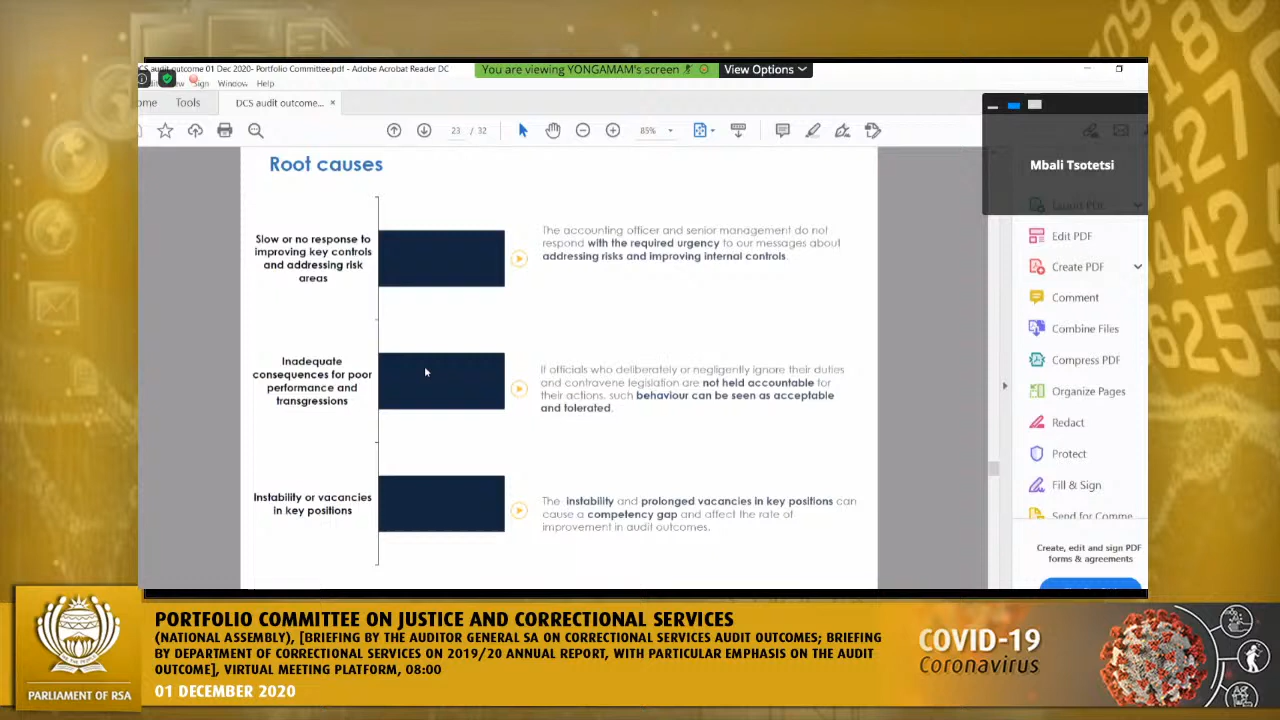 CS audit outcome 01 Dec 2020- Portfolio Committee.pdf - Adobe Acrobat Reader DC
You are viewing YONGAMAM's screen
View Options
Sign Window Help
ome
Tools
DCS audit outcome...
×
23 / 32
85%
Mbali Tsotetsi
Root causes
Slow or no response to
improving key controls
and addressing risk
areas
The accounting officer and senior management do not
respond with the required urgency to our messages about
addressing risks and improving internal controls
Inadequate
consequences for poor
performance and
transgressions
If officials who deliberately or negligently ignore their duties
and contravene legislation are not held accountable for
their actions, such behaviour can be seen as acceptable
and tolerated.
Instability or vacancies
in key positions
The instability and prolonged vacancies in key positions can
cause a competency gap and affect the rate of
improvement in audit outcomes.
Export PDF
Edit PDF
Create PDF
Comment
Combine Files
Compress PDF
Organize Pages
Redact
Protect
Fill & Sign
Send for Comme
Create, edit and sign PDF
forms & agreements
PARLIAMENT OF RSA
PORTFOLIO COMMITTEE ON JUSTICE AND CORRECTIONAL SERVICES
(NATIONAL ASSEMBLY), [BRIEFING BY THE AUDITOR GENERAL SA ON CORRECTIONAL SERVICES AUDIT OUTCOMES; BRIEFING
BY DEPARTMENT OF CORRECTIONAL SERVICES ON 2019/20 ANNUAL REPORT, WITH PARTICULAR EMPHASIS ON THE AUDIT
OUTCOME], VIRTUAL MEETING PLATFORM, 08:00
01 DECEMBER 2020
COVID-19
Coronavirus